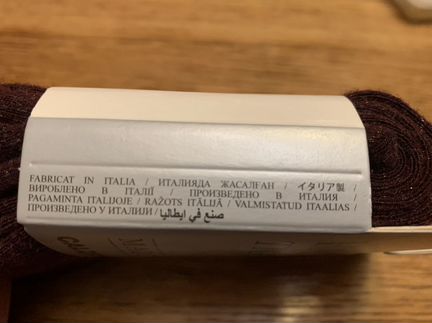 FABRICAT IN ITALIA / ИТАЛИЯДА ЖАСАЛҒАН / イタリア製 /
ВИРОБЛЕНО В ІТАЛІЇ / ПРОИЗВЕДЕНО В ИТАЛИЯ /
PAGAMINTA ITALIJOJE / RAŽOTS ITĀLIJĀ / VALMISTATUD ITAALIAS /
ПРОИЗВЕДЕНО У ИТАЛИЈИ / صنع في ايطاليا